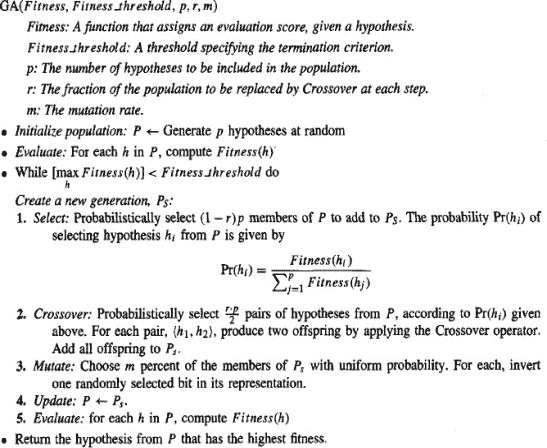 GA(Fitness, Fitness_threshold, p, r, m)
Fitness: A function that assigns an evaluation score, given a hypothesis.
Fitness_threshold: A threshold specifying the termination criterion.
p: The number of hypotheses to be included in the population.
r: The fraction of the population to be replaced by Crossover at each step.
m: The mutation rate.
• Initialize population: P ← Generate p hypotheses at random
• Evaluate: For each h in P, compute Fitness(h)
• While [max Fitness(h)] < Fitness_threshold do
h
Create a new generation, PS:
1. Select: Probabilistically select (1 − r)p members of P to add to PS. The probability Pr(hi) of
selecting hypothesis hi from P is given by
Pr(hi) = Fitness(hi) / ∑j=1^p Fitness(hj)
2. Crossover: Probabilistically select r·p/2 pairs of hypotheses from P, according to Pr(hi) given
above. For each pair, ⟨h1, h2⟩, produce two offspring by applying the Crossover operator.
Add all offspring to Ps.
3. Mutate: Choose m percent of the members of Ps with uniform probability. For each, invert
one randomly selected bit in its representation.
4. Update: P ← Ps.
5. Evaluate: for each h in P, compute Fitness(h)
• Return the hypothesis from P that has the highest fitness.